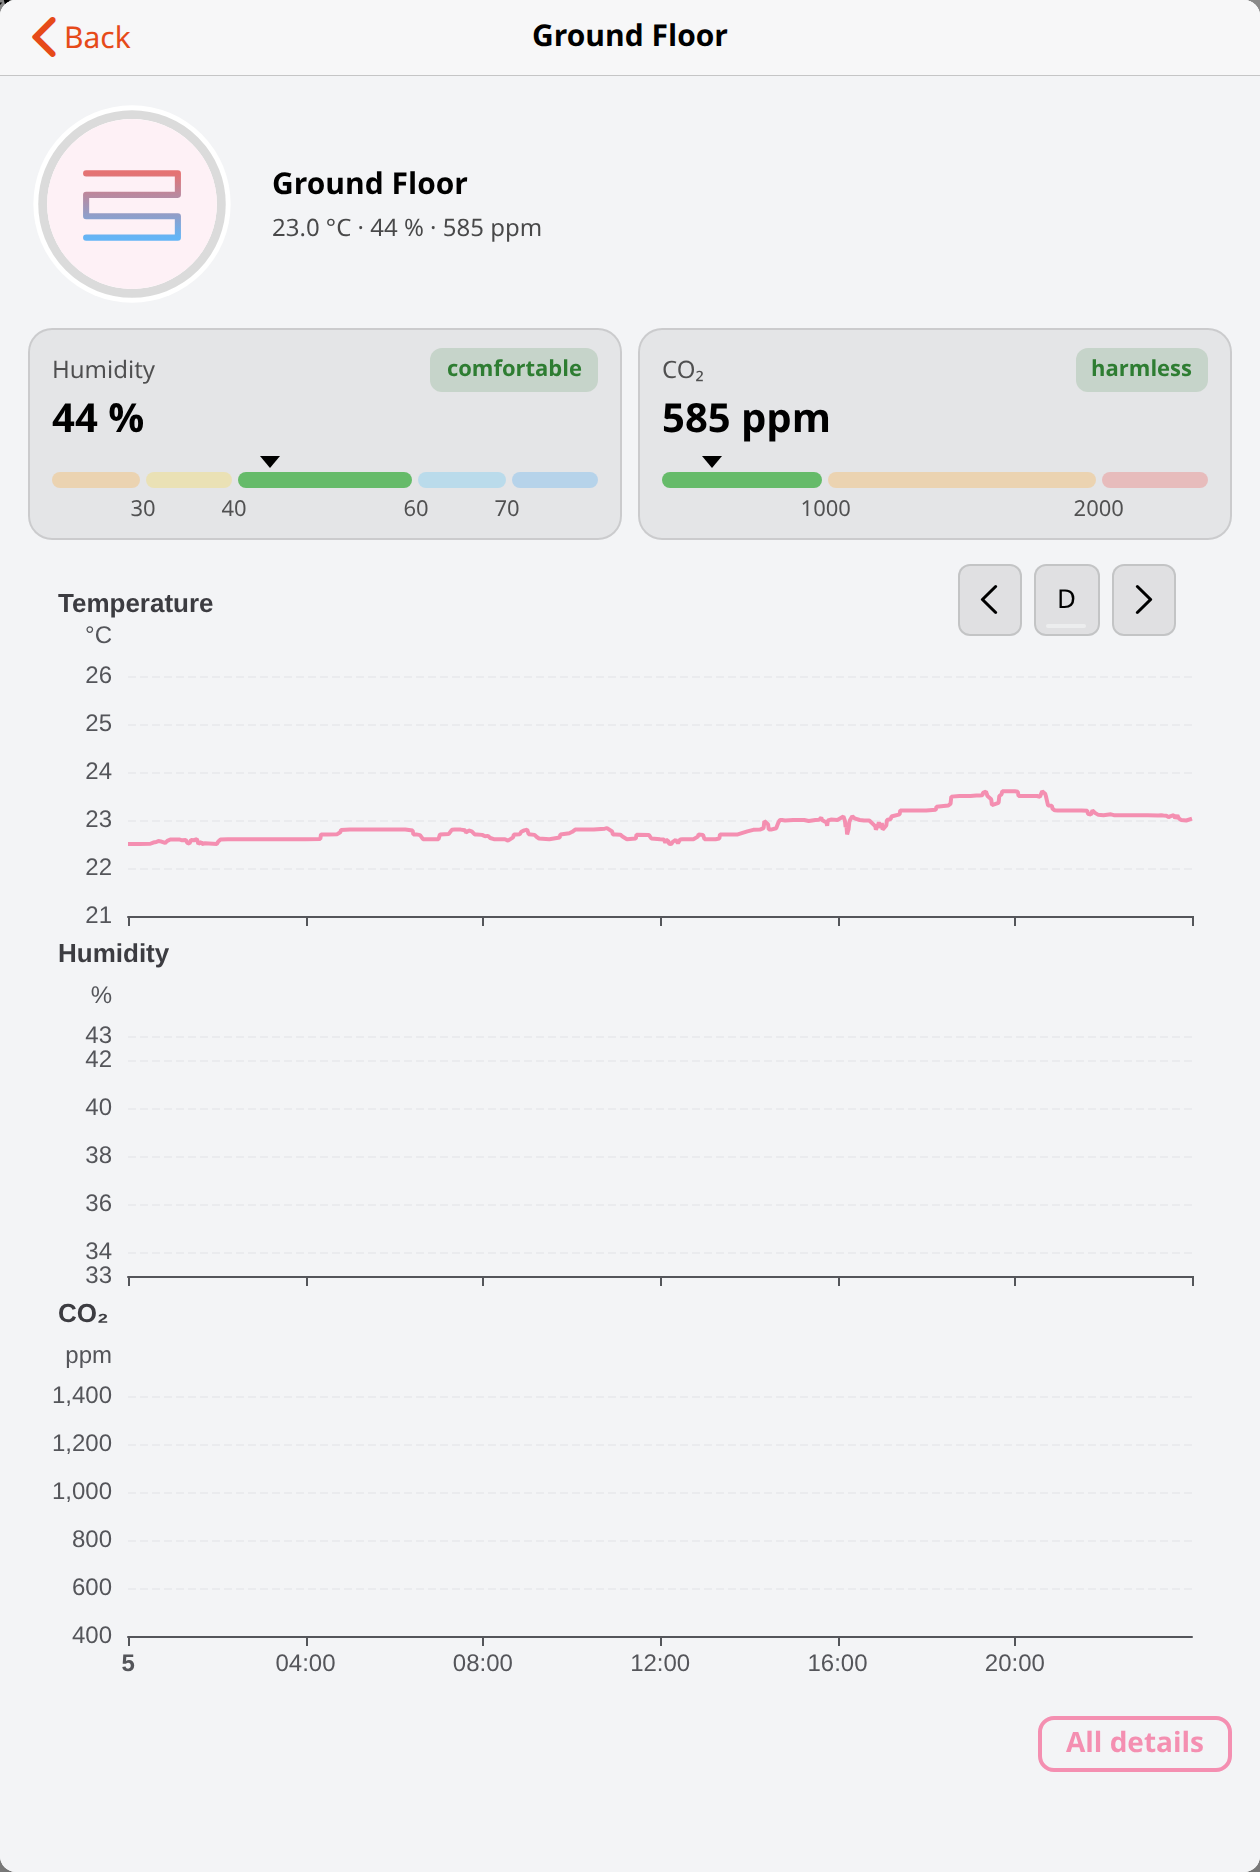 Back
Ground Floor
Ground Floor
23.0 °C · 44 % · 585 ppm
Humidity
comfortable
44 %
30 40 60 70
CO₂
harmless
585 ppm
1000 2000
Temperature
D
°C
26
25
24
23
22
21
Humidity
%
43
42
40
38
36
34
33
CO₂
ppm
1,400
1,200
1,000
800
600
400
5 04:00 08:00 12:00 16:00 20:00
All details